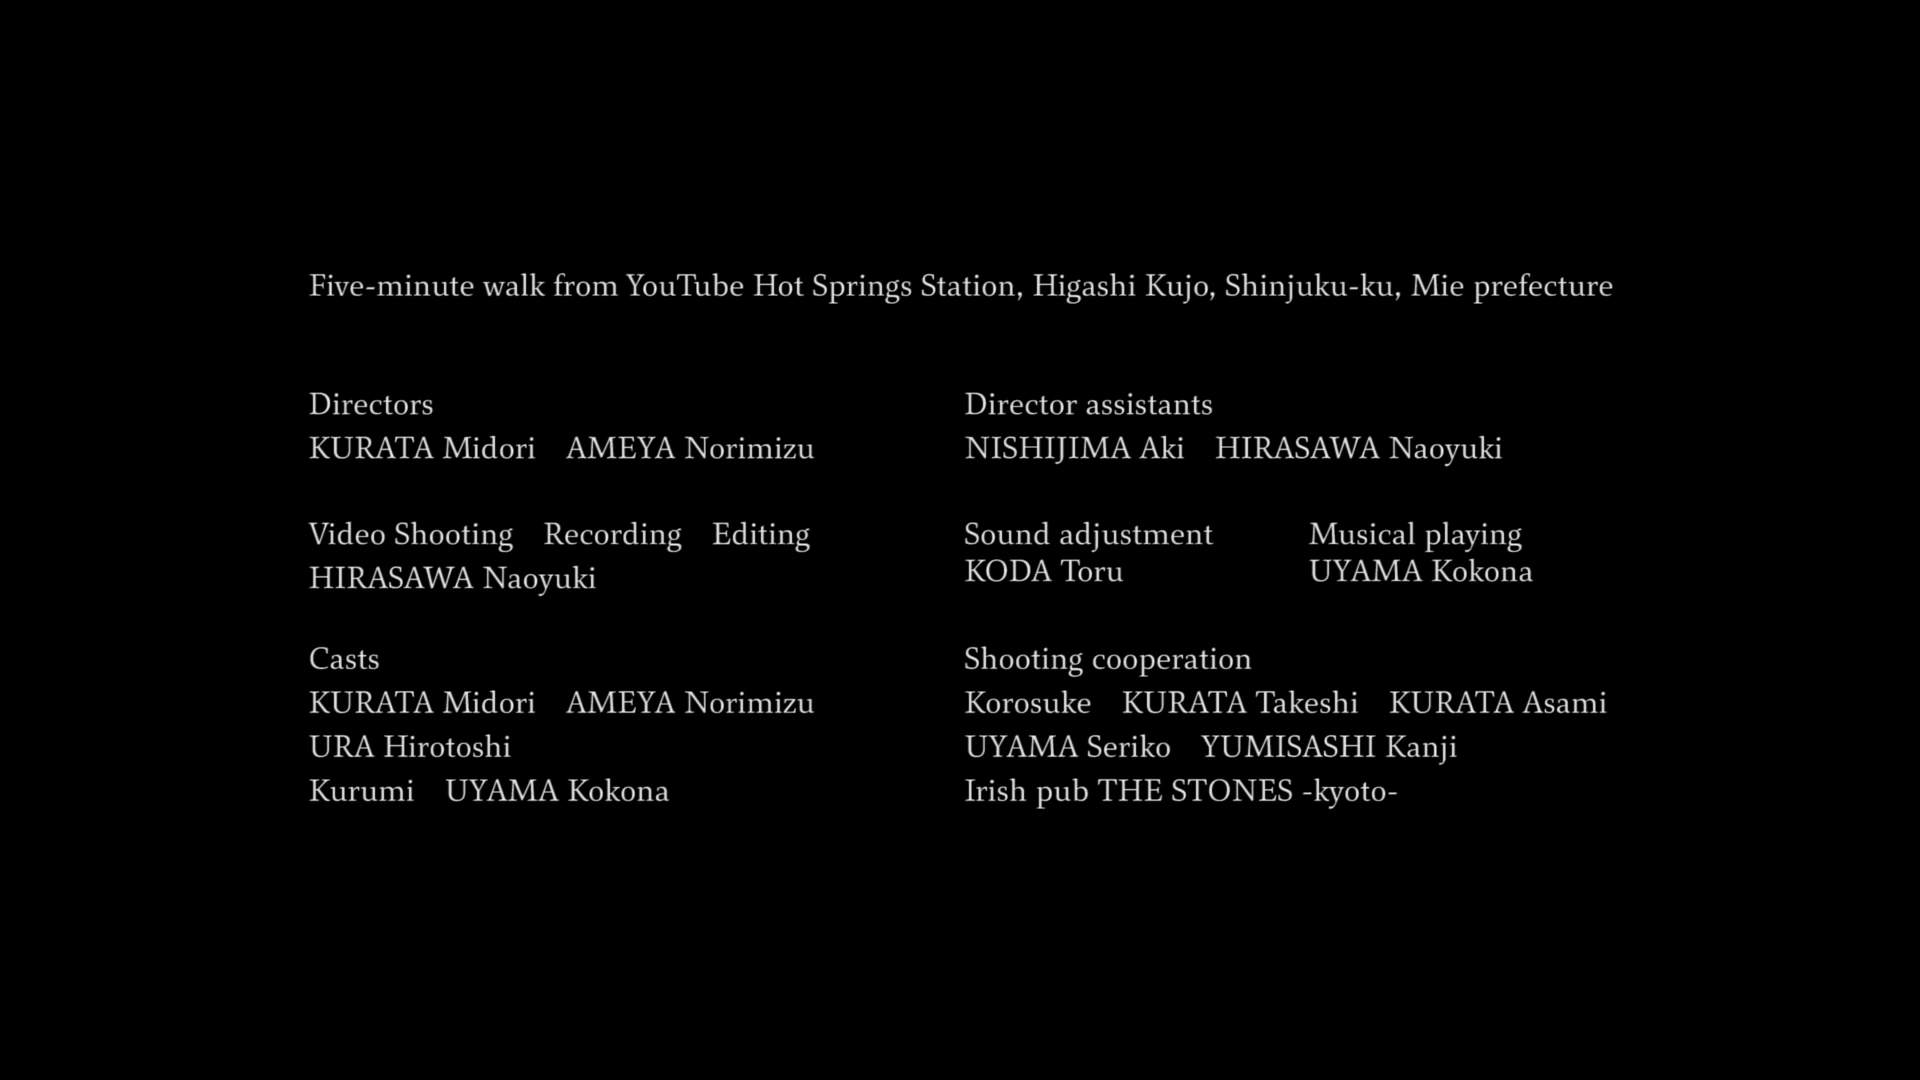 Five-minute walk from YouTube Hot Springs Station, Higashi Kujo, Shinjuku-ku, Mie prefecture
Directors
KURATA Midori AMEYA Norimizu
Director assistants
NISHIJIMA Aki HIRASAWA Naoyuki
Video Shooting Recording Editing
HIRASAWA Naoyuki
Sound adjustment
KODA Toru
Musical playing
UYAMA Kokona
Casts
KURATA Midori AMEYA Norimizu
URA Hirotoshi
Kurumi UYAMA Kokona
Shooting cooperation
Korosuke KURATA Takeshi KURATA Asami
UYAMA Seriko YUMISASHI Kanji
Irish pub THE STONES -kyoto-